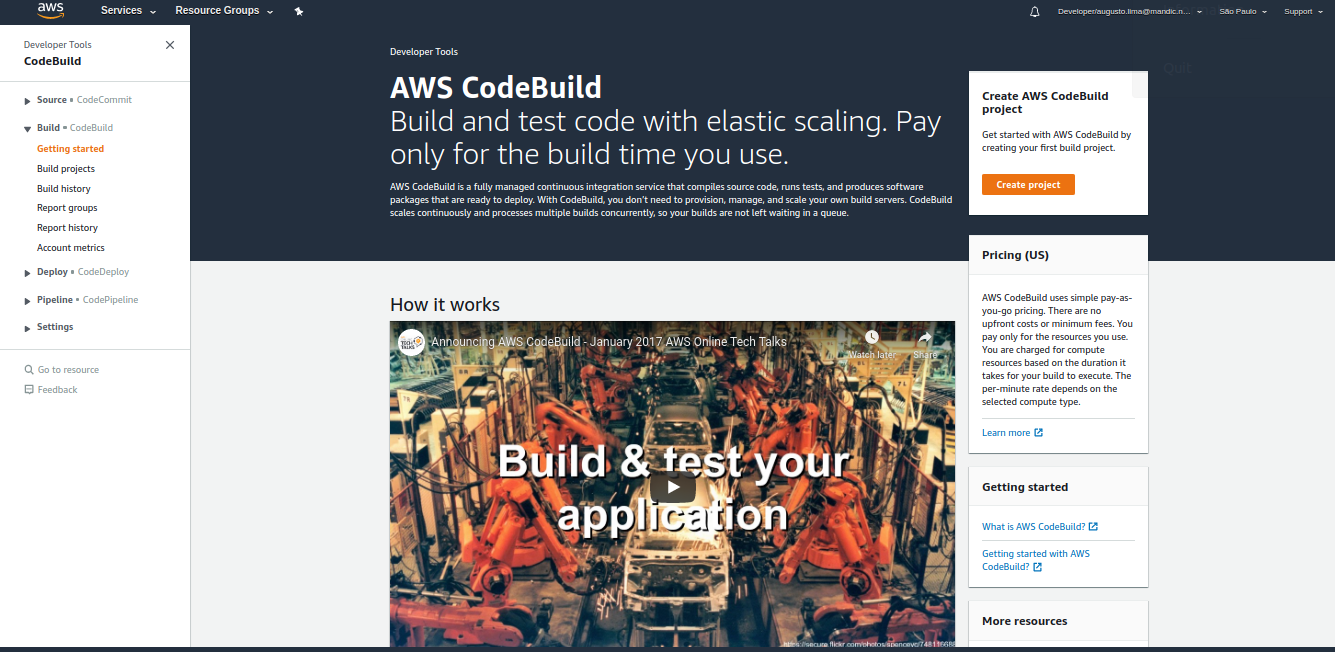 aws
Services
Resource Groups
Developer/augusto.lima@mandic.n...
São Paulo
Support
Developer Tools
CodeBuild
Source • CodeCommit
Build • CodeBuild
Getting started
Build projects
Build history
Report groups
Report history
Account metrics
Deploy • CodeDeploy
Pipeline • CodePipeline
Settings
Go to resource
Feedback
Developer Tools
AWS CodeBuild
Build and test code with elastic scaling. Pay
only for the build time you use.
AWS CodeBuild is a fully managed continuous integration service that compiles source code, runs tests, and produces software
packages that are ready to deploy. With CodeBuild, you don't need to provision, manage, and scale your own build servers. CodeBuild
scales continuously and processes multiple builds concurrently, so your builds are not left waiting in a queue.
Quit
Create AWS CodeBuild
project
Get started with AWS CodeBuild by
creating your first build project.
Create project
How it works
TECH
TALKS
Announcing AWS CodeBuild - January 2017 AWS Online Tech Talks
Watch later
Share
Build & test your
application
Pricing (US)
AWS CodeBuild uses simple pay-as-
you-go pricing. There are no
upfront costs or minimum fees. You
pay only for the resources you use.
You are charged for compute
resources based on the duration it
takes for your build to execute. The
per-minute rate depends on the
selected compute type.
Learn more
Getting started
What is AWS CodeBuild?
Getting started with AWS
CodeBuild?
More resources